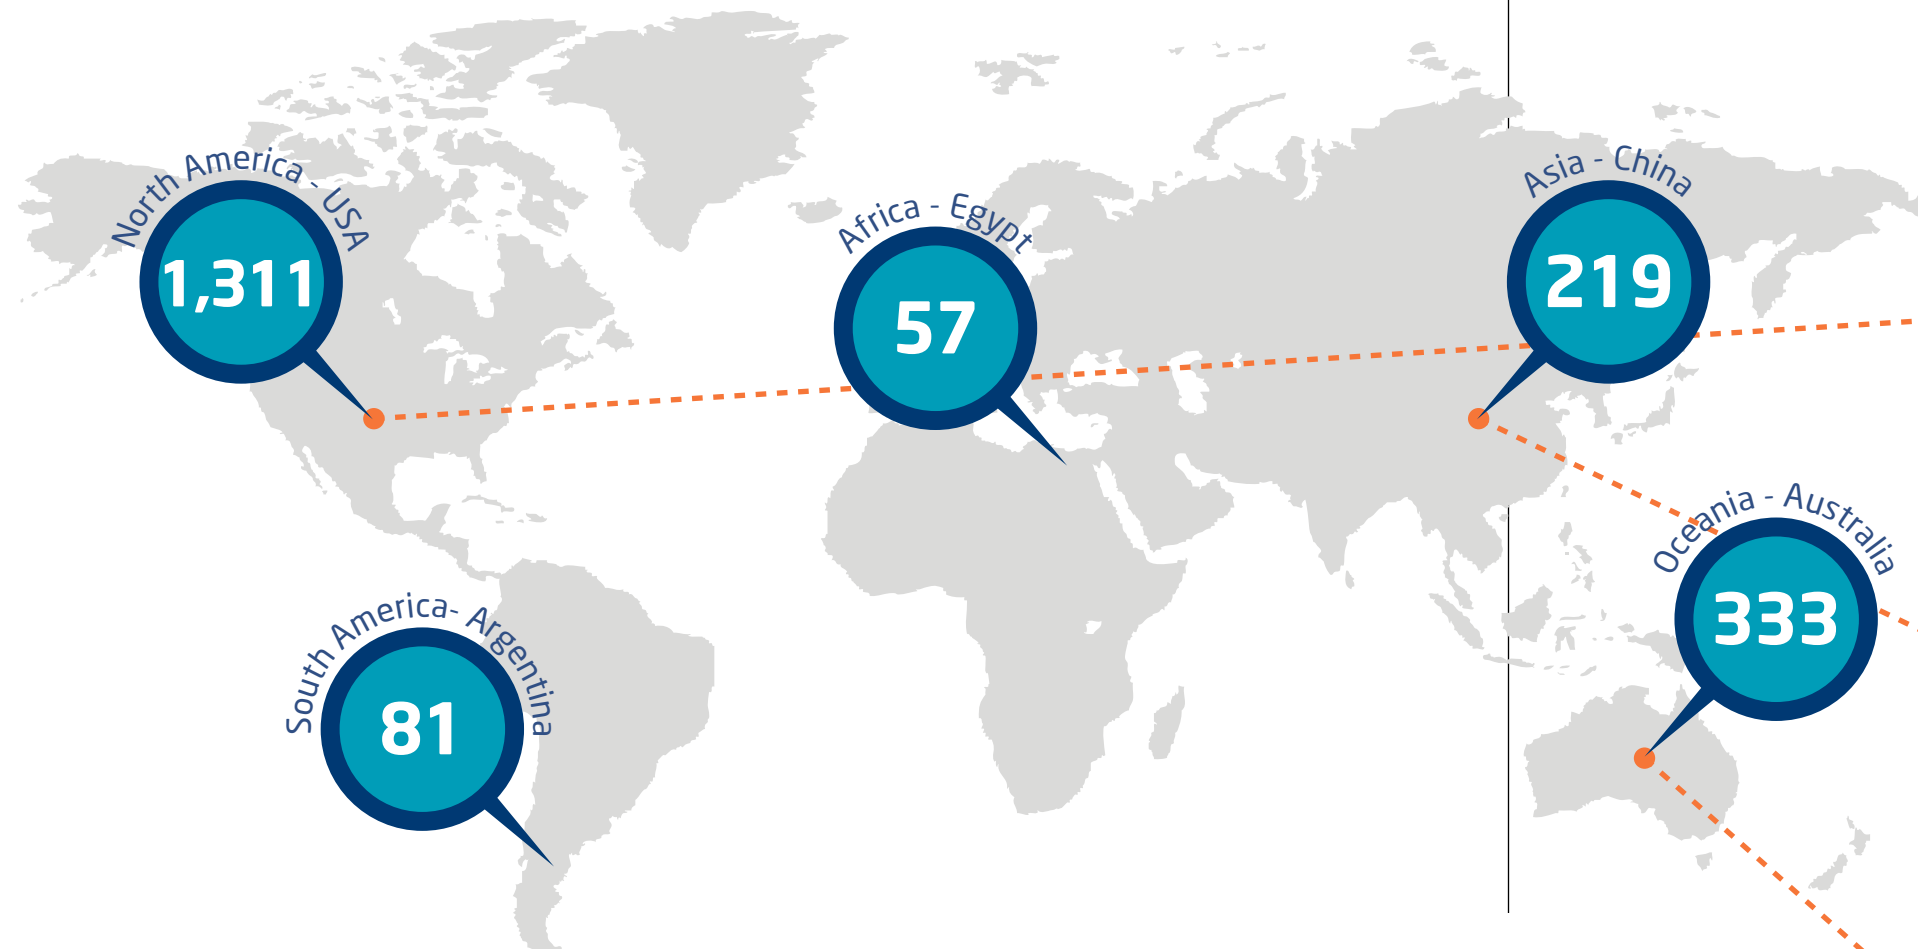 North America - USA
1,311
Africa - Egypt
57
Asia - China
219
Oceania - Australia
333
South America- Argentina
81